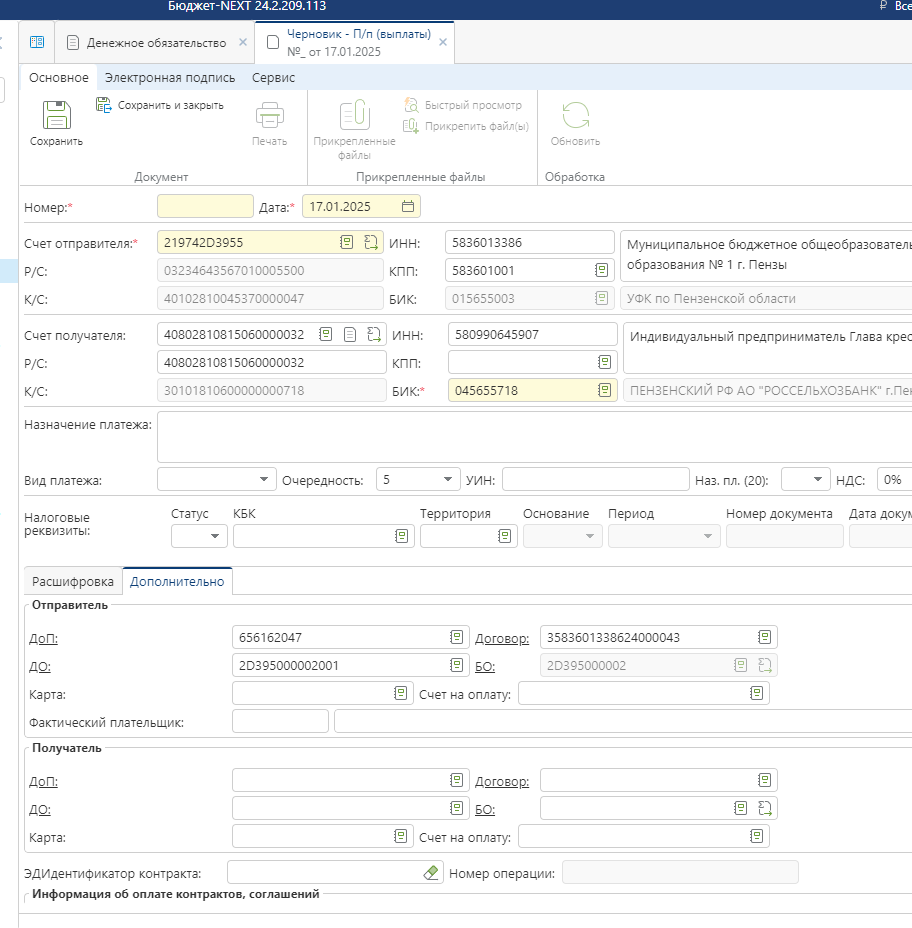 Бюджет-NEXT 24.2.209.113
₽ Все
Денежное обязательство ×
Черновик - П/п (выплаты)
№_ от 17.01.2025 ×
Основное Электронная подпись Сервис
Сохранить и закрыть
Сохранить
Печать
Быстрый просмотр
Прикрепить файл(ы)
Прикрепленные
файлы
Обновить
Документ Прикрепленные файлы Обработка
Номер:* Дата:* 17.01.2025
Счет отправителя:* 219742D3955 ИНН: 5836013386 Муниципальное бюджетное общеобразователь
образования № 1 г. Пензы
Р/С: 03234643567010005500 КПП: 583601001
К/С: 40102810045370000047 БИК: 015655003 УФК по Пензенской области
Счет получателя: 40802810815060000032 ИНН: 580990645907 Индивидуальный предприниматель Глава крес
Р/С: 40802810815060000032 КПП:
К/С: 30101810600000000718 БИК:* 045655718 ПЕНЗЕНСКИЙ РФ АО "РОССЕЛЬХОЗБАНК" г.Пен
Назначение платежа:
Вид платежа: Очередность: 5 УИН: Наз. пл. (20): НДС: 0%
Статус КБК Территория Основание Период Номер документа Дата докум
Налоговые
реквизиты:
Расшифровка Дополнительно
Отправитель
ДоП: 656162047 Договор: 3583601338624000043
ДО: 2D395000002001 БО: 2D395000002
Карта: Счет на оплату:
Фактический плательщик:
Получатель
ДоП: Договор:
ДО: БО:
Карта: Счет на оплату:
ЭДИдентификатор контракта: Номер операции:
Информация об оплате контрактов, соглашений